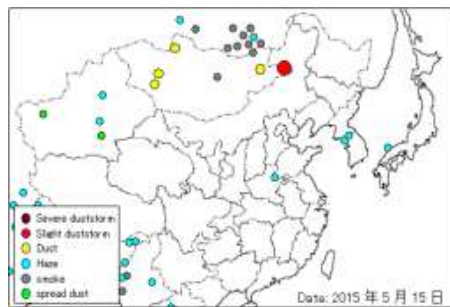 Severe duststorm
Slight duststorm
Dust
Haze
smoke
spread dust
Date: 2015 年 5 月 15 日